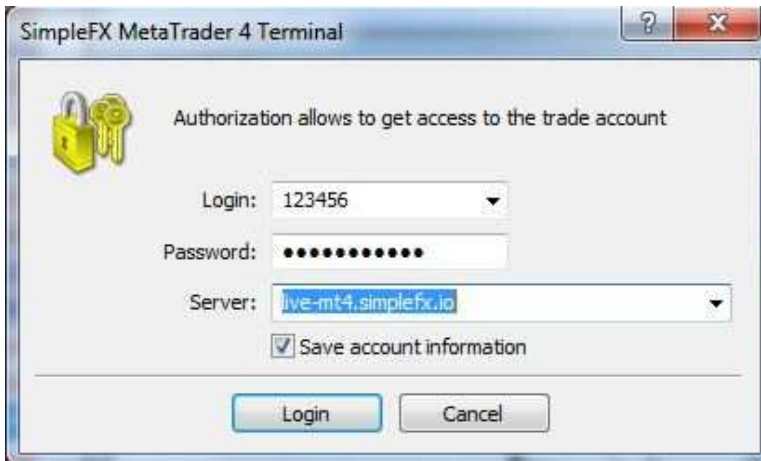 SimpleFX MetaTrader 4 Terminal
Authorization allows to get access to the trade account
Login: 123456
Password: ●●●●●●●●●●●
Server: live-mt4.simplefx.io
Save account information
Login Cancel